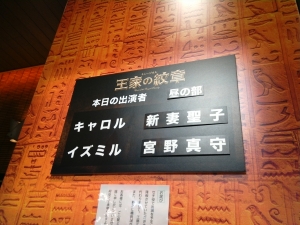 王家の紋章
本日の出演者 昼の部
キャロル 新妻聖子
イズミル 宮野真守